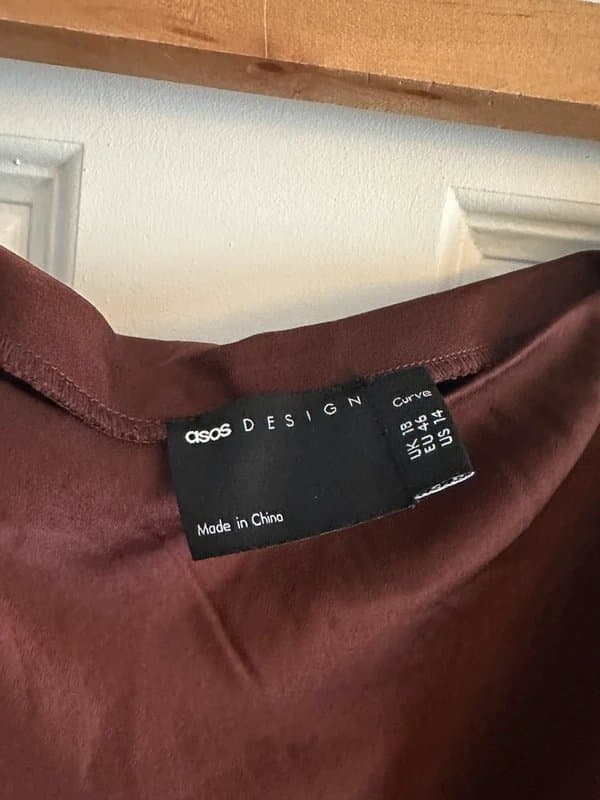 asos DESIGN
Made in China
Curve
UK 18
EU 46
US 14